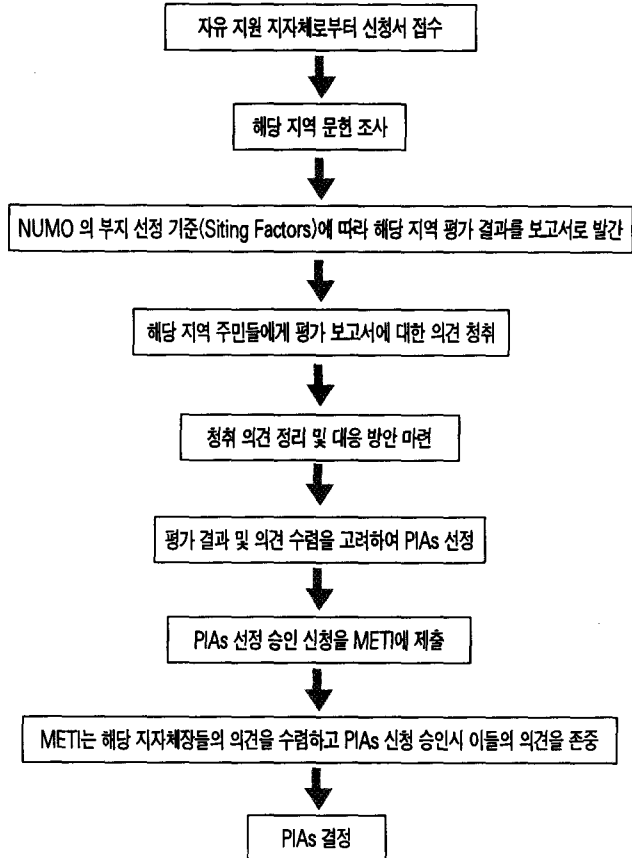 자유 지원 지자체로부터 신청서 접수
해당 지역 문헌 조사
NUMO 의 부지 선정 기준(Siting Factors)에 따라 해당 지역 평가 결과를 보고서로 발간
해당 지역 주민들에게 평가 보고서에 대한 의견 청취
청취 의견 정리 및 대응 방안 마련
평가 결과 및 의견 수렴을 고려하여 PIAs 선정
PIAs 선정 승인 신청을 METI에 제출
METI는 해당 지자체장들의 의견을 수렴하고 PIAs 신청 승인시 이들의 의견을 존중
PIAs 결정